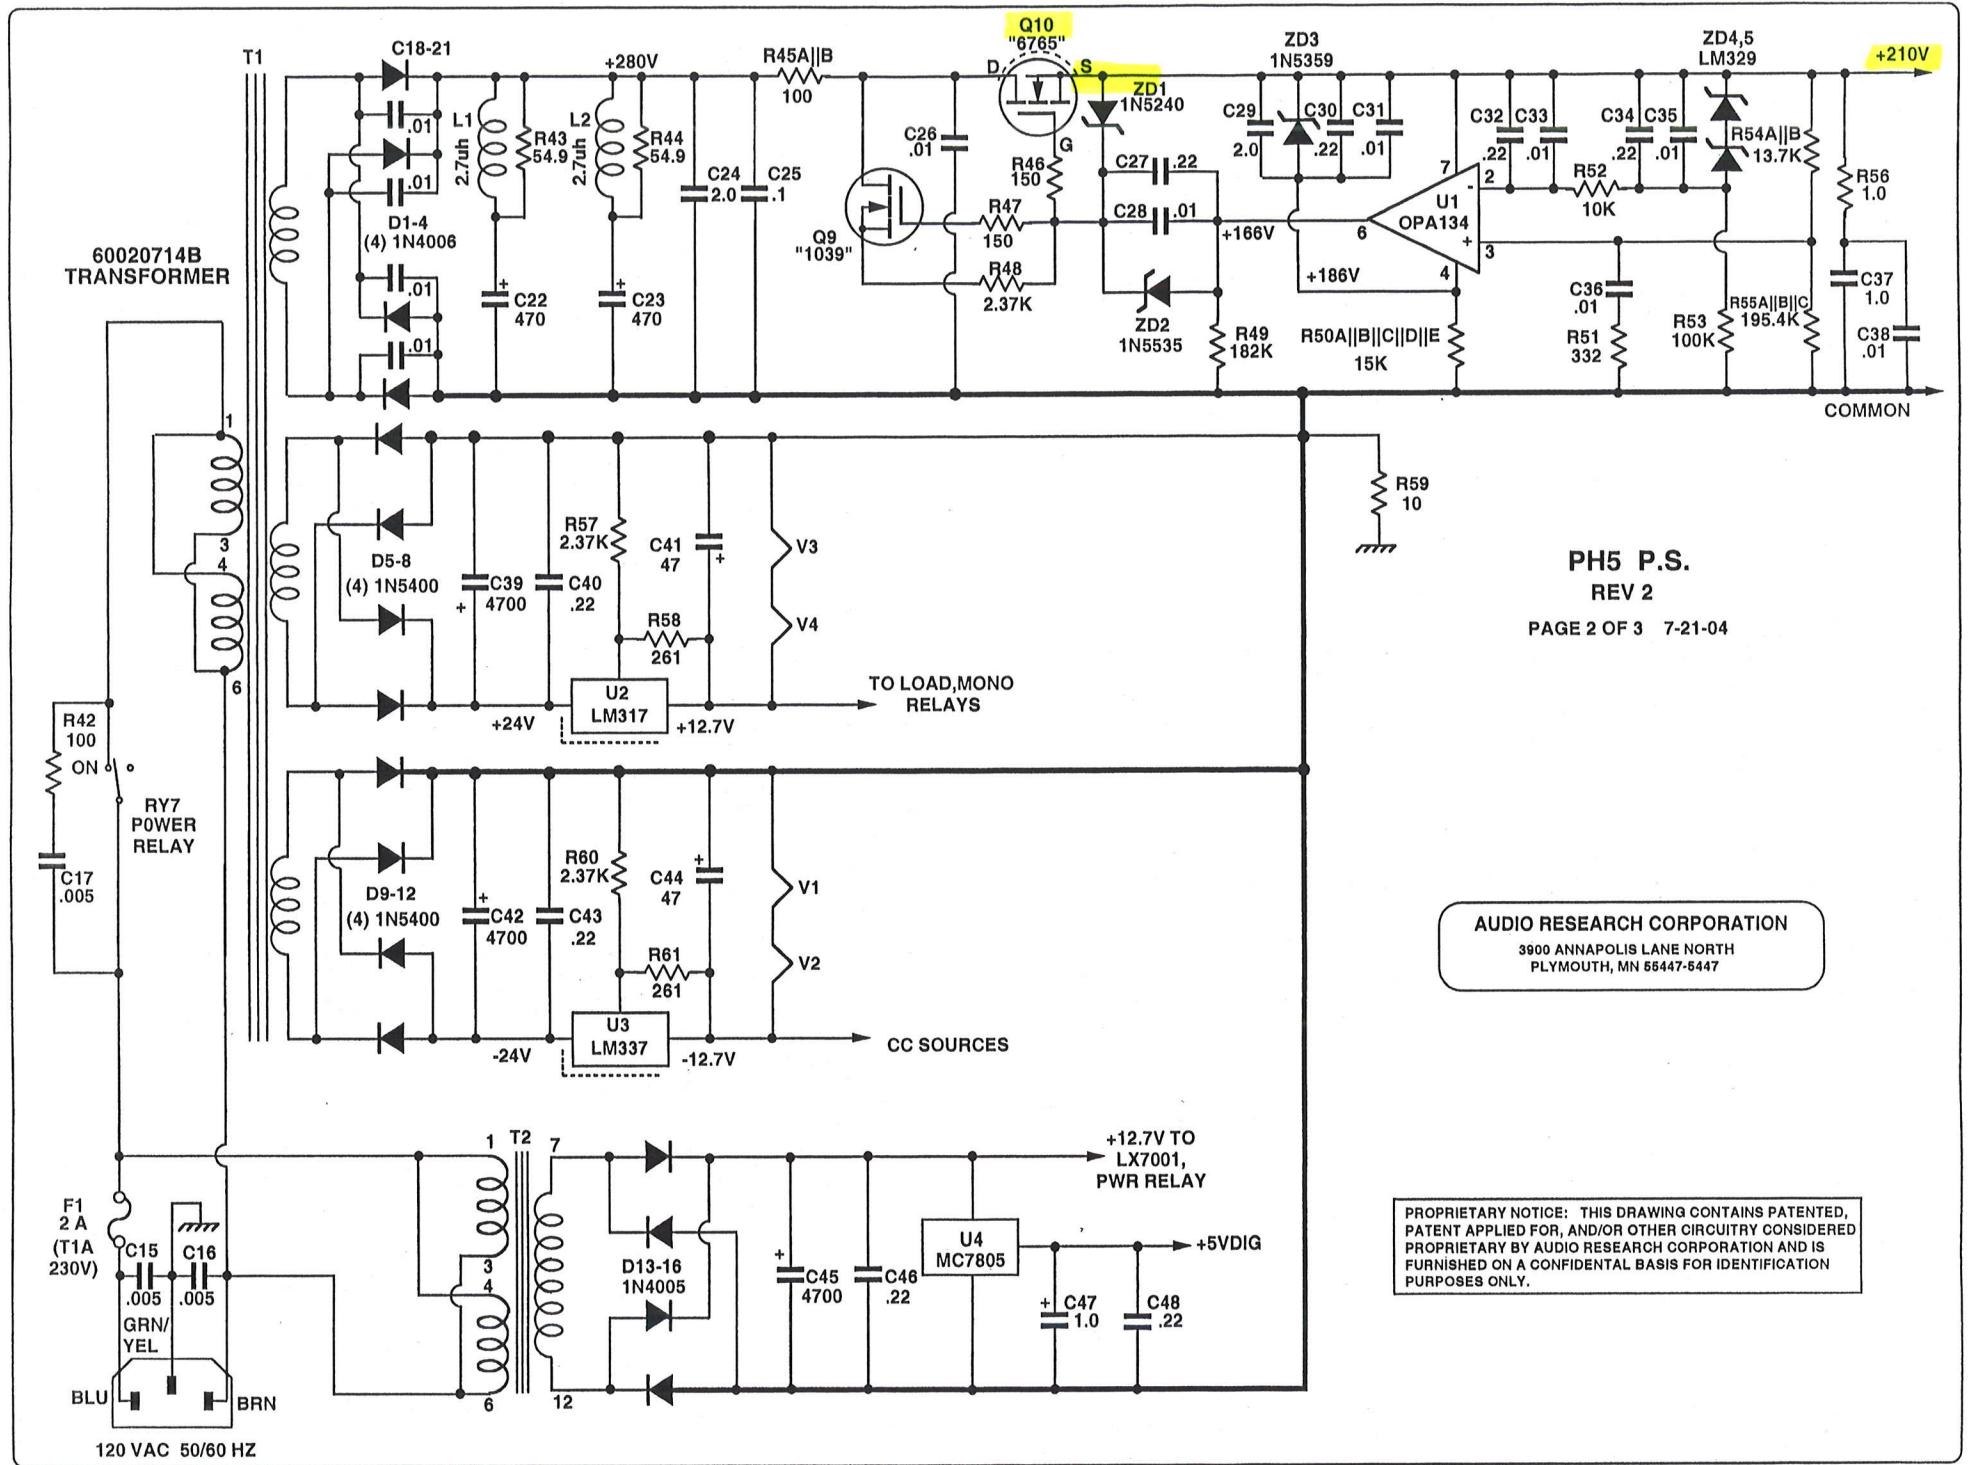 T1
C18-21
.01
.01
D1-4
(4) 1N4006
.01
.01
L1
2.7uh
R43
54.9
L2
2.7uh
+280V
R44
54.9
C22
470
+
C23
470
+
C24
2.0
C25
.1
R45A||B
100
Q10
"6765"
D
S
G
C26
.01
R46
150
Q9
"1039"
R47
150
R48
2.37K
ZD1
1N5240
C27
.22
C28
.01
+166V
ZD2
1N5535
R49
182K
ZD3
1N5359
C29
2.0
C30
.22
C31
.01
+186V
R50A||B||C||D||E
15K
U1
OPA134
7
2
-
+
3
4
6
C32
.22
C33
.01
R52
10K
C34
.22
C35
.01
ZD4,5
LM329
R54A||B
13.7K
C36
.01
R51
332
R53
100K
R55A||B||C
195.4K
R56
1.0
C37
1.0
C38
.01
+210V
COMMON
60020714B
TRANSFORMER
1
3
4
6
D5-8
(4) 1N5400
C39
4700
+
C40
.22
R57
2.37K
C41
47
+
R58
261
V3
V4
U2
LM317
+24V
+12.7V
TO LOAD,MONO
RELAYS
R59
10
PH5 P.S.
REV 2
PAGE 2 OF 3 7-21-04
R42
100
ON
RY7
P0WER
RELAY
C17
.005
D9-12
(4) 1N5400
C42
4700
+
C43
.22
R60
2.37K
C44
47
+
R61
261
V1
V2
U3
LM337
-24V
-12.7V
CC SOURCES
AUDIO RESEARCH CORPORATION
3900 ANNAPOLIS LANE NORTH
PLYMOUTH, MN 55447-5447
F1
2 A
(T1A
230V)
C15
.005
C16
.005
GRN/
YEL
BLU
BRN
120 VAC 50/60 HZ
1
T2
7
3
4
6
12
D13-16
1N4005
C45
4700
+
C46
.22
+12.7V TO
LX7001,
PWR RELAY
U4
MC7805
+5VDIG
C47
1.0
+
C48
.22
PROPRIETARY NOTICE: THIS DRAWING CONTAINS PATENTED,
PATENT APPLIED FOR, AND/OR OTHER CIRCUITRY CONSIDERED
PROPRIETARY BY AUDIO RESEARCH CORPORATION AND IS
FURNISHED ON A CONFIDENTAL BASIS FOR IDENTIFICATION
PURPOSES ONLY.